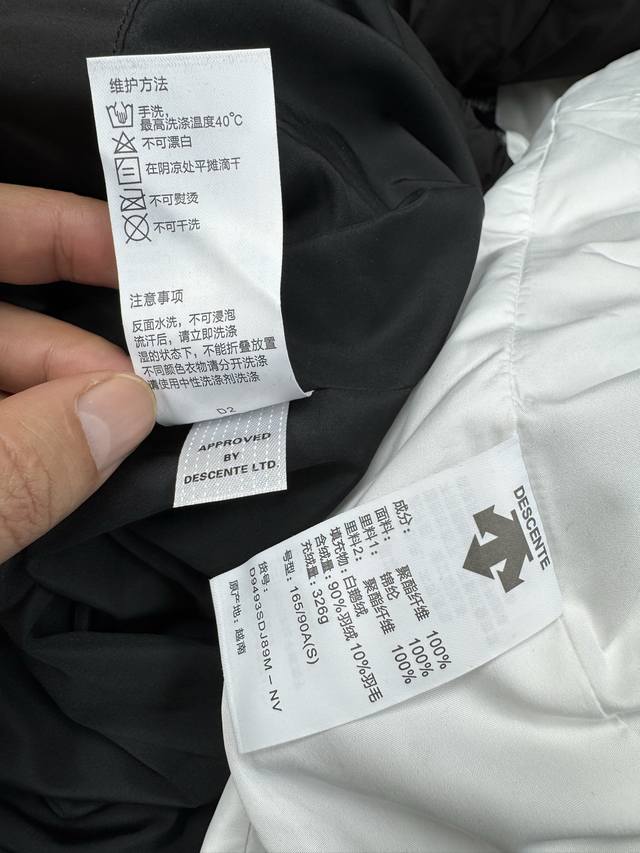 维护方法
手洗,
最高洗涤温度40℃
不可漂白
在阴凉处平摊滴干
不可熨烫
不可干洗
注意事项
反面水洗，不可浸泡
流汗后，请立即洗涤
湿的状态下，不能折叠放置
不同颜色衣物请分开洗涤
请使用中性洗涤剂洗涤
D2
APPROVED
BY
DESCENTE LTD.
DESCENTE
成分:
面料: 聚酯纤维 100%
里料1: 锦纶 100%
里料2: 聚酯纤维 100%
填充物: 白鹅绒
含绒量: 90%羽绒 10%羽毛
充绒量: 326g
号型: 165/90A(S)
货号:
D9493SDJ89M－NV
原产地: 越南